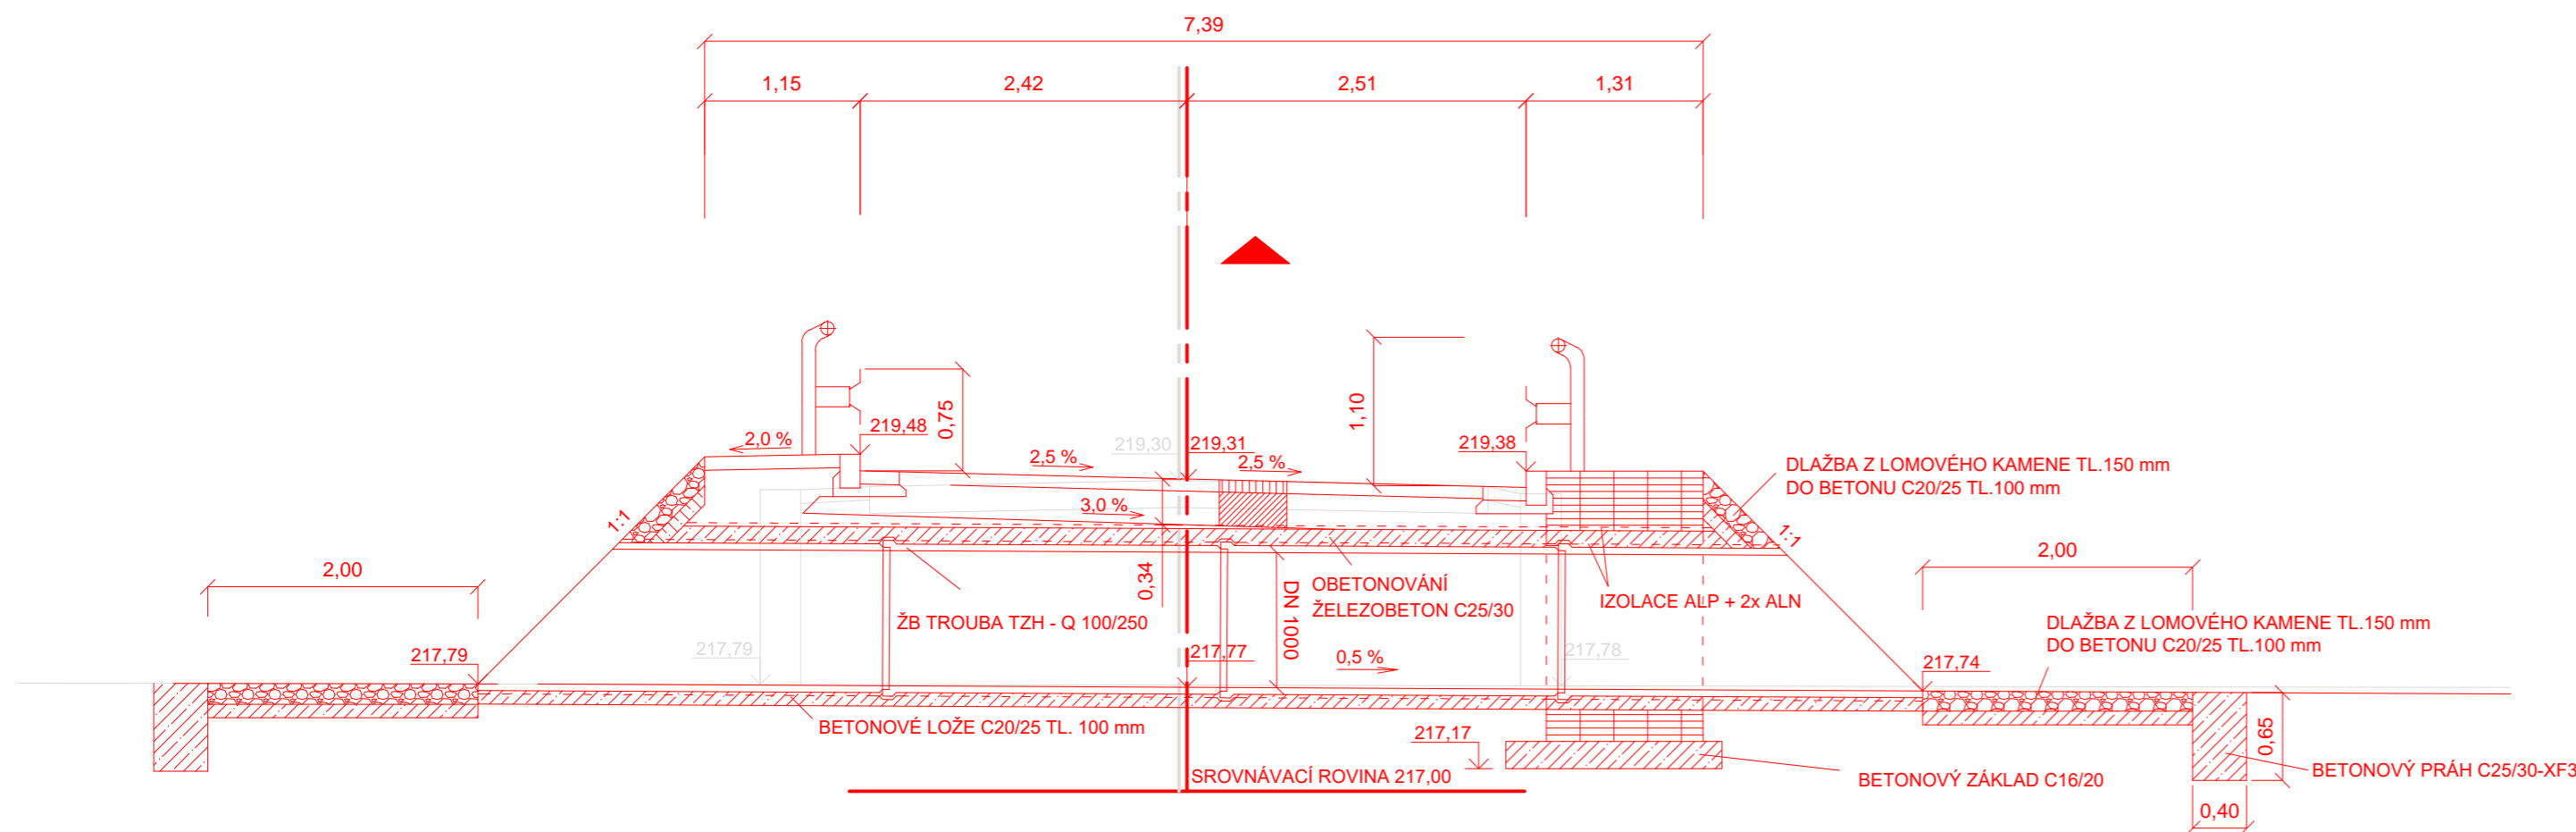 7,39
1,15
2,42
2,51
1,31
2,0 %
219,48
0,75
2,5 %
219,30
219,31
2,5 %
1,10
219,38
DLAŽBA Z LOMOVÉHO KAMENE TL.150 mm
DO BETONU C20/25 TL.100 mm
1:1
3,0 %
1:1
2,00
0,34
DN 1000
OBETONOVÁNÍ
ŽELEZOBETON C25/30
IZOLACE ALP + 2x ALN
2,00
ŽB TROUBA TZH - Q 100/250
DLAŽBA Z LOMOVÉHO KAMENE TL.150 mm
DO BETONU C20/25 TL.100 mm
217,79
217,79
217,77
0,5 %
217,78
217,74
BETONOVÉ LOŽE C20/25 TL. 100 mm
217,17
0,65
SROVNÁVACÍ ROVINA 217,00
BETONOVÝ ZÁKLAD C16/20
BETONOVÝ PRÁH C25/30-XF3
0,40